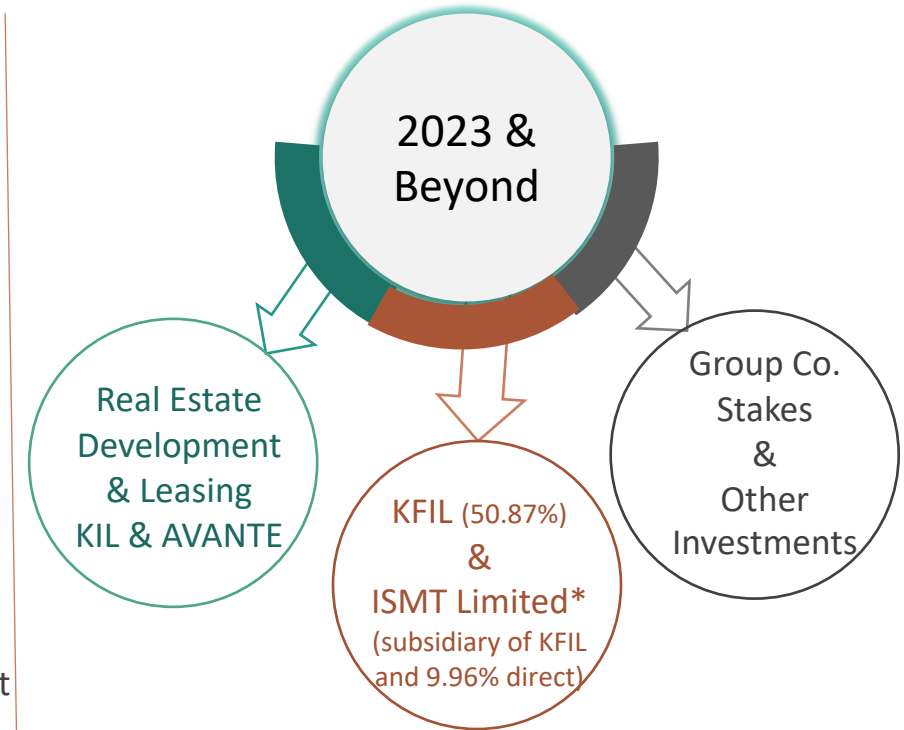 2023 &
Beyond
Real Estate
Development
& Leasing
KIL & AVANTE
KFIL (50.87%)
&
ISMT Limited*
(subsidiary of KFIL
and 9.96% direct)
Group Co.
Stakes
&
Other
Investments
t